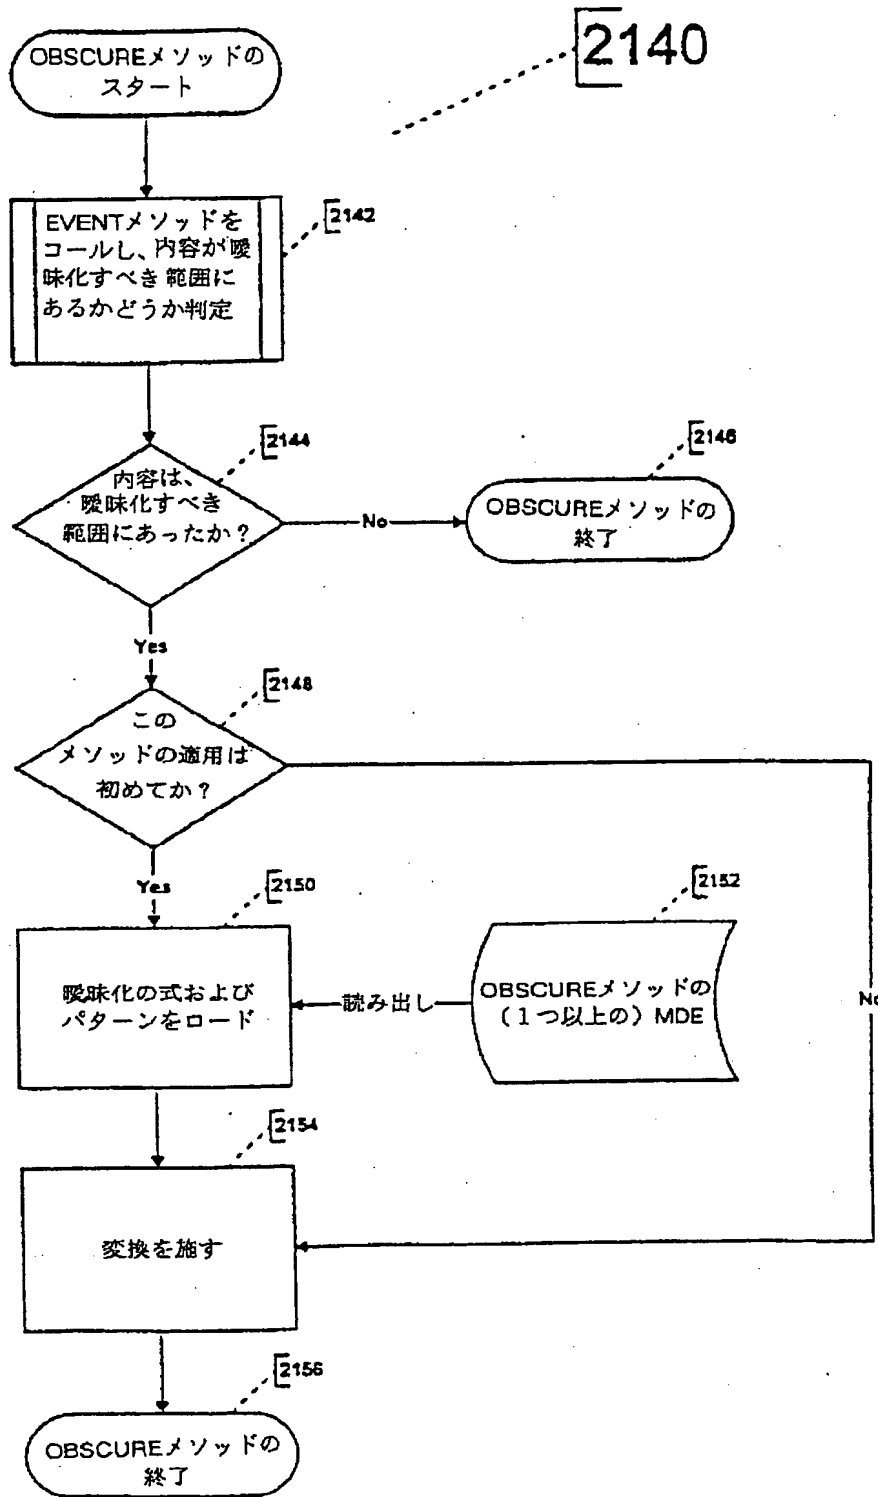 2140
OBSCUREメソッドの
スタート
2142
EVENTメソッドを
コールし、内容が曖
昧化すべき範囲に
あるかどうか判定
2144
内容は、
曖昧化すべき
範囲にあったか？
No
2146
OBSCUREメソッドの
終了
Yes
2148
この
メソッドの適用は
初めてか？
No
Yes
2150
曖昧化の式および
パターンをロード
読み出し
2152
OBSCUREメソッドの
（１つ以上の）MDE
2154
変換を施す
2156
OBSCUREメソッドの
終了